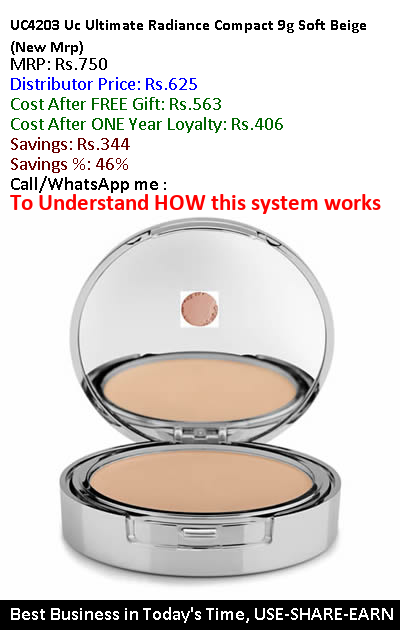 UC4203 Uc Ultimate Radiance Compact 9g Soft Beige
(New Mrp)
MRP: Rs.750
Distributor Price: Rs.625
Cost After FREE Gift: Rs.563
Cost After ONE Year Loyalty: Rs.406
Savings: Rs.344
Savings %: 46%
Call/WhatsApp me :
To Understand HOW this system works
Best Business in Today's Time, USE-SHARE-EARN